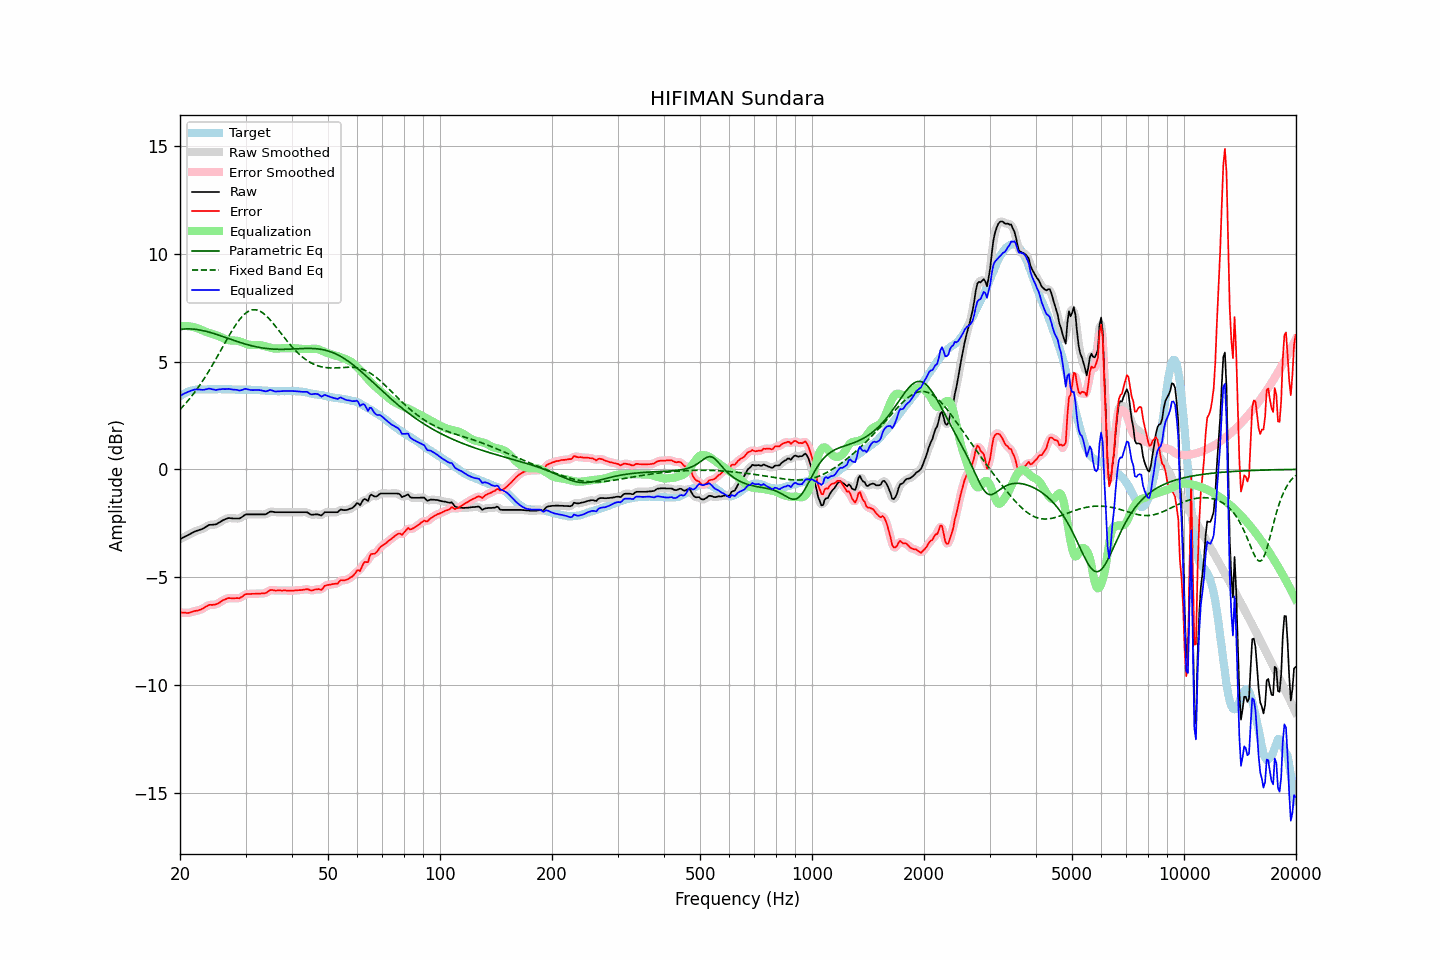 HIFIMAN Sundara
Target
Raw Smoothed
Error Smoothed
Raw
Error
Equalization
Parametric Eq
Fixed Band Eq
Equalized
Amplitude (dBr)
15
10
5
0
−5
−10
−15
20
50
100
200
500
1000
2000
5000
10000
20000
Frequency (Hz)